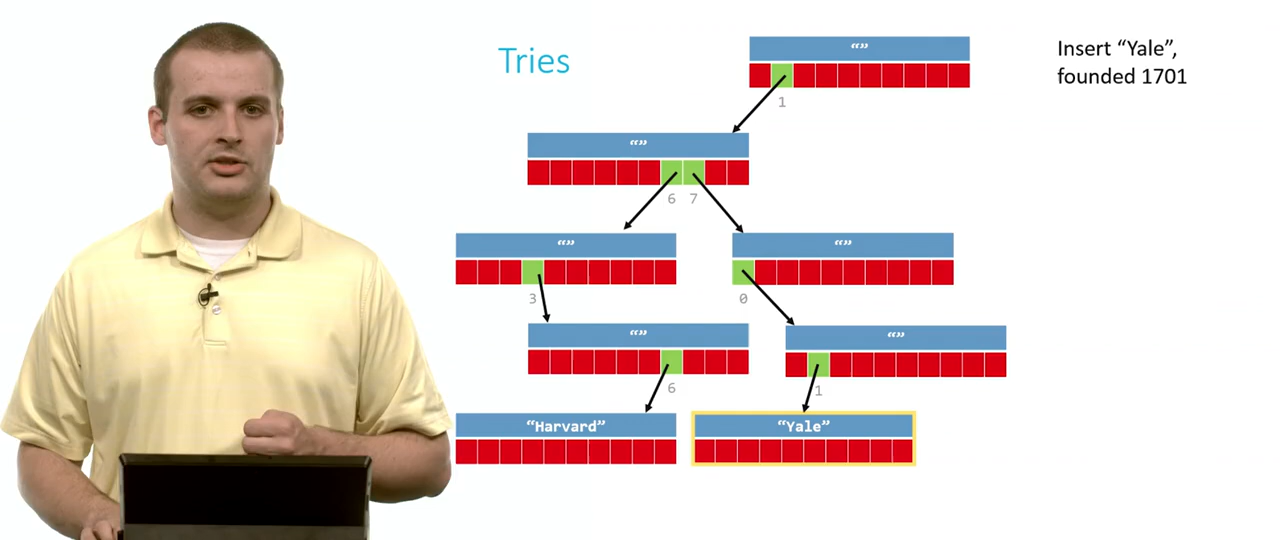 Tries
“”
Insert “Yale”,
founded 1701
1
“”
6 7
“” “”
3 0
“” “”
6 1
“Harvard” “Yale”